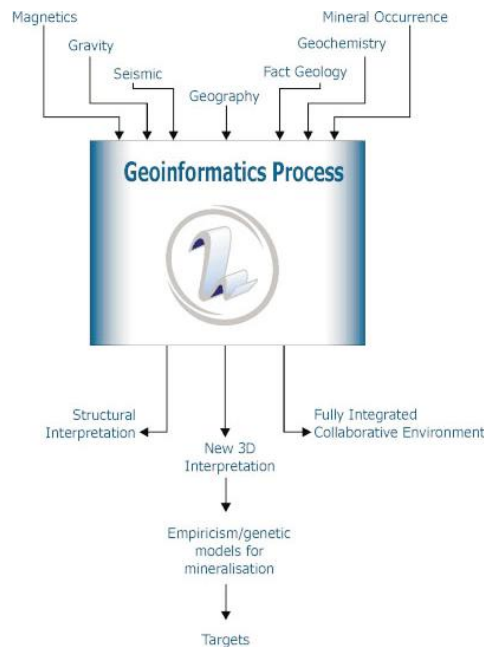 Magnetics
Mineral Occurrence
Gravity
Geochemistry
Seismic
Fact Geology
Geography
Geoinformatics Process
Structural
Interpretation
New 3D
Interpretation
Fully Integrated
Collaborative Environment
Empiricism/genetic
models for
mineralisation
Targets